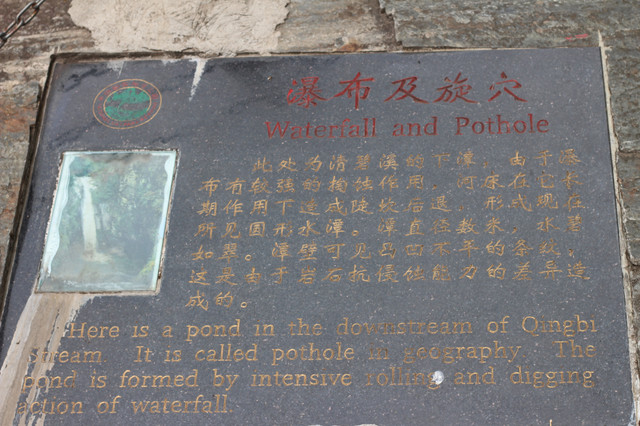 瀑布及旋穴
Waterfall and Pothole
此处为清碧溪的下潭，由于瀑
布有较强的掏蚀作用，河床在它长
期作用下造成陡坎后退，形成现在
所见圆形水潭。潭直径数米，水碧
如翠。潭壁可见凸凹水平的条纹，
这是由于岩石抗侵蚀能力的差异造
成的。
Here is a pond in the downstream of Qingbi
Stream. It is called pothole in geography. The
pond is formed by intensive rolling and digging
action of waterfall.